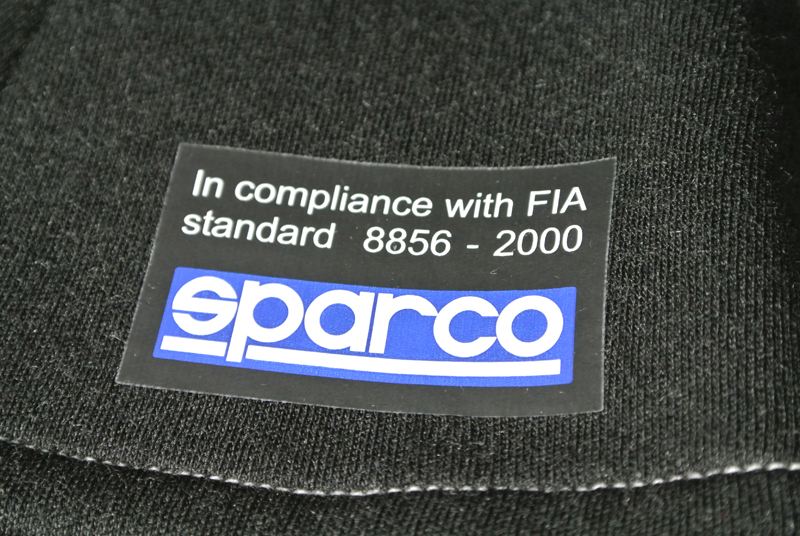 In compliance with FIA
standard 8856 - 2000
sparco